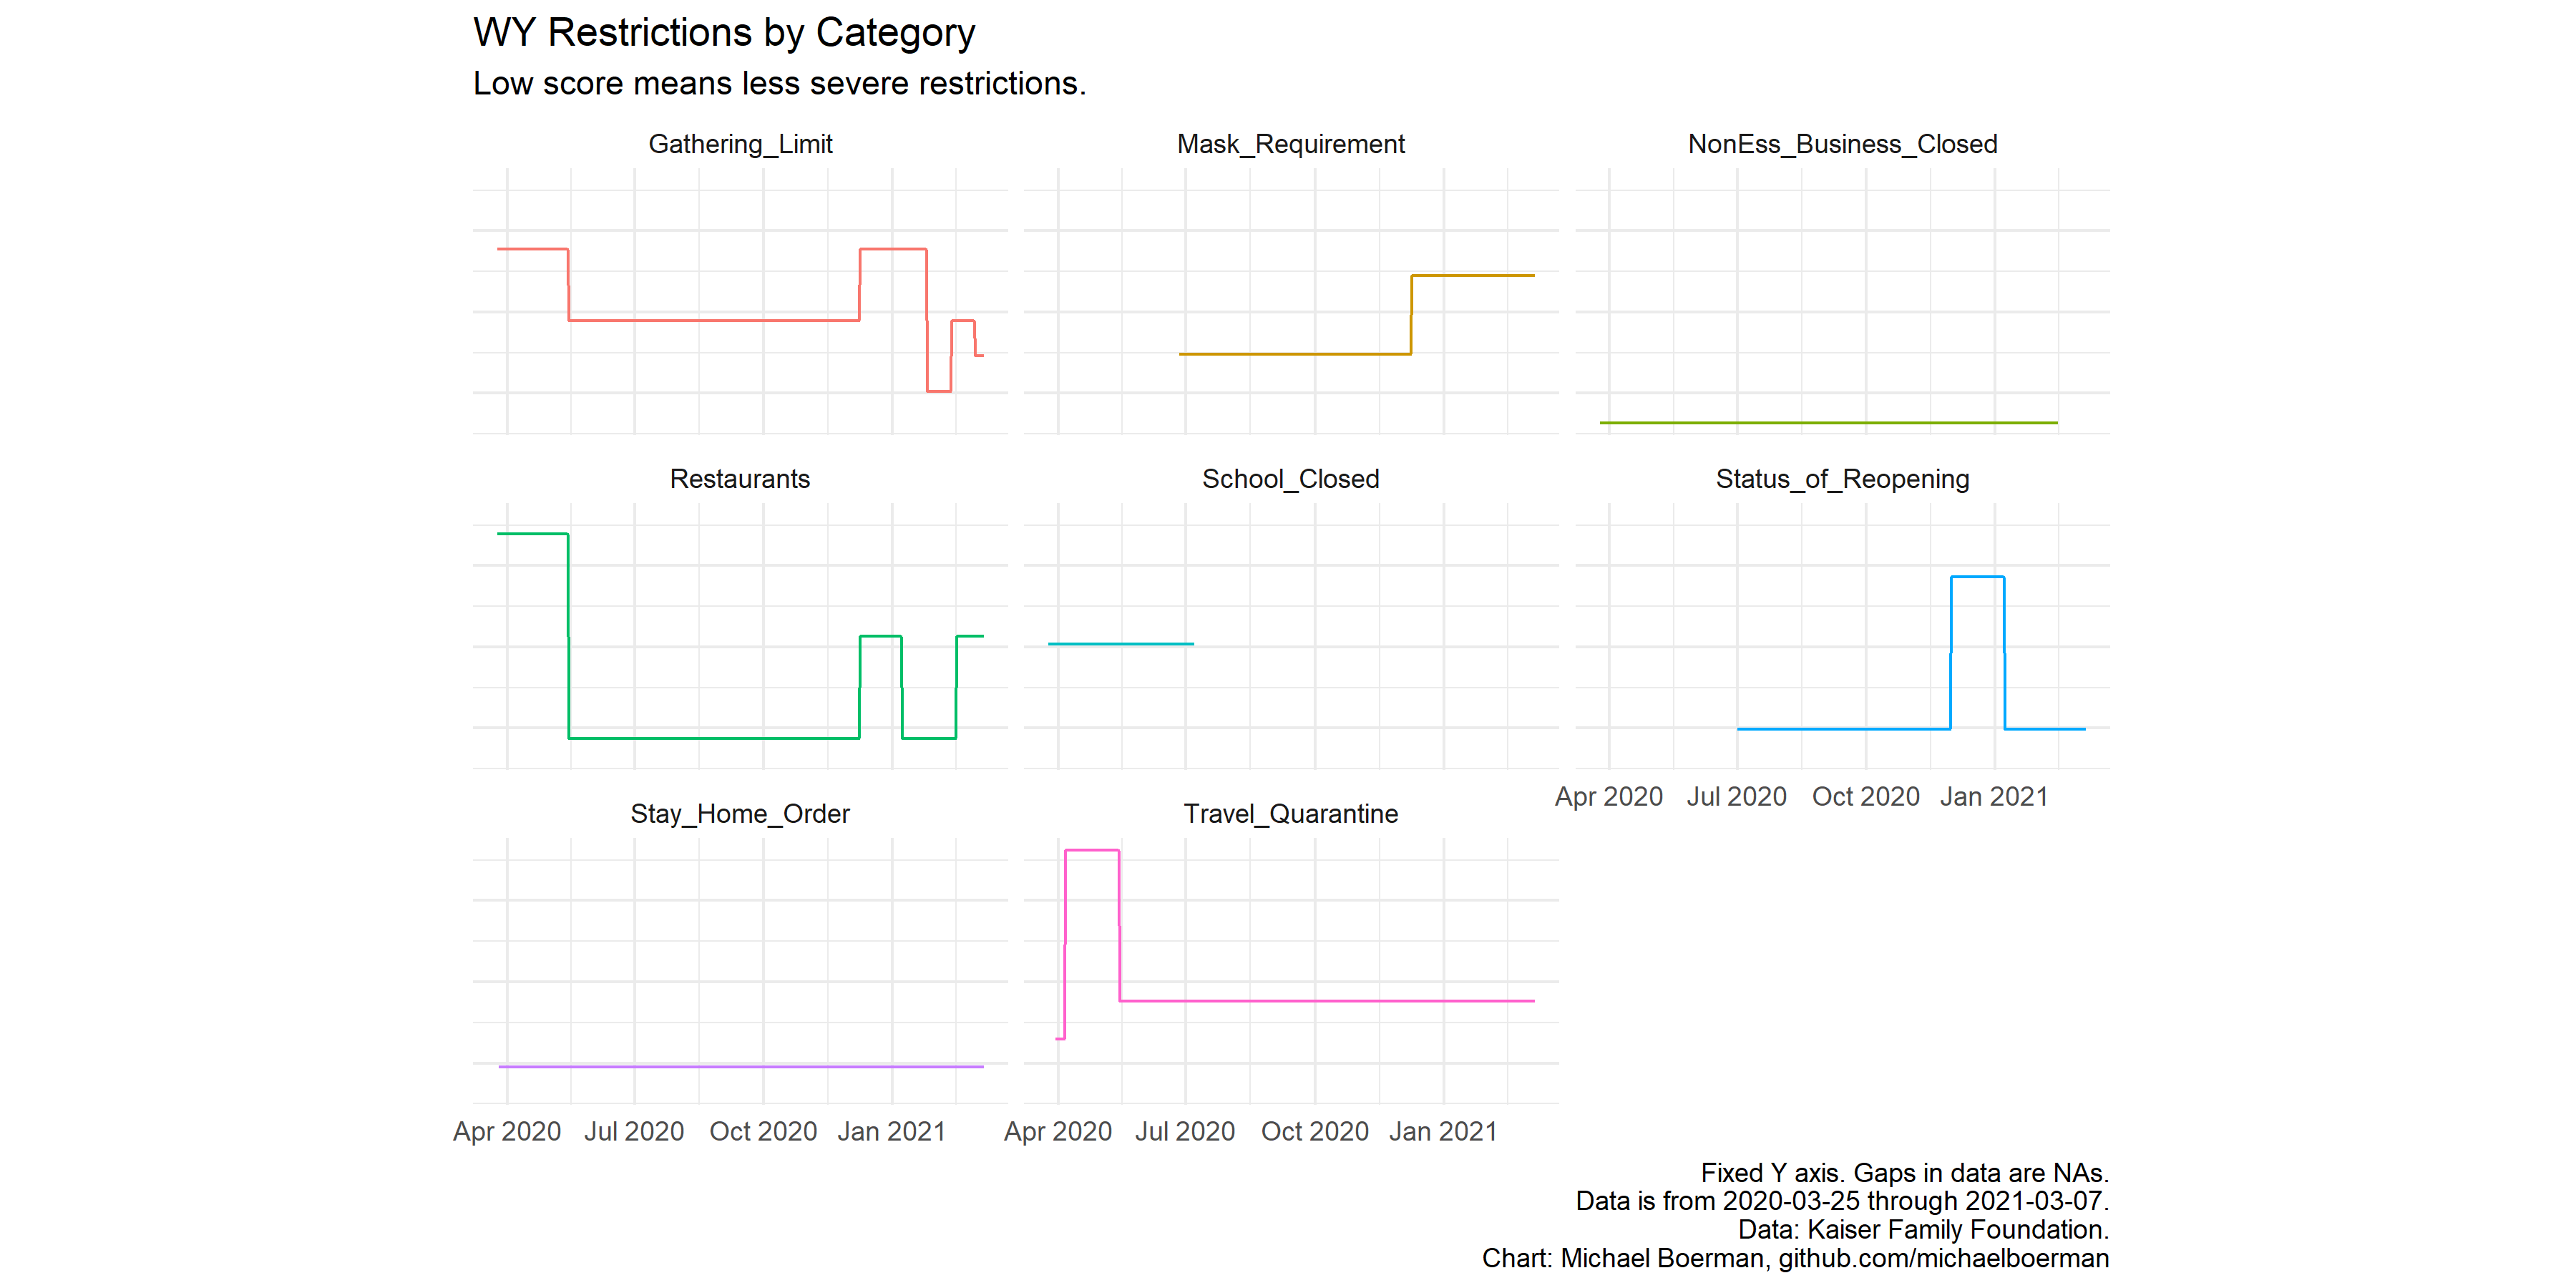 WY Restrictions by Category
Low score means less severe restrictions.
Gathering_Limit
Mask_Requirement
NonEss_Business_Closed
Restaurants
School_Closed
Status_of_Reopening
Apr 2020 Jul 2020 Oct 2020 Jan 2021
Stay_Home_Order
Travel_Quarantine
Apr 2020 Jul 2020 Oct 2020 Jan 2021
Apr 2020 Jul 2020 Oct 2020 Jan 2021
Fixed Y axis. Gaps in data are NAs.
Data is from 2020-03-25 through 2021-03-07.
Data: Kaiser Family Foundation.
Chart: Michael Boerman, github.com/michaelboerman